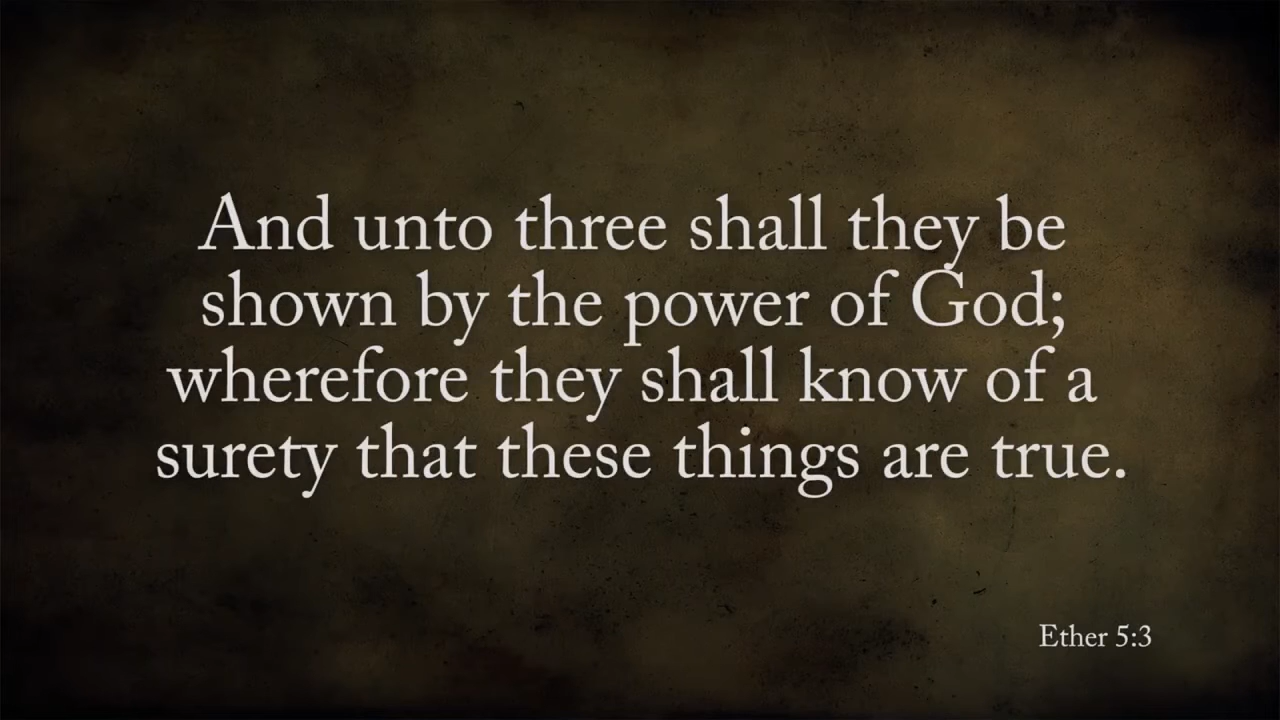 And unto three shall they be
shown by the power of God;
wherefore they shall know of a
surety that these things are true.
Ether 5:3